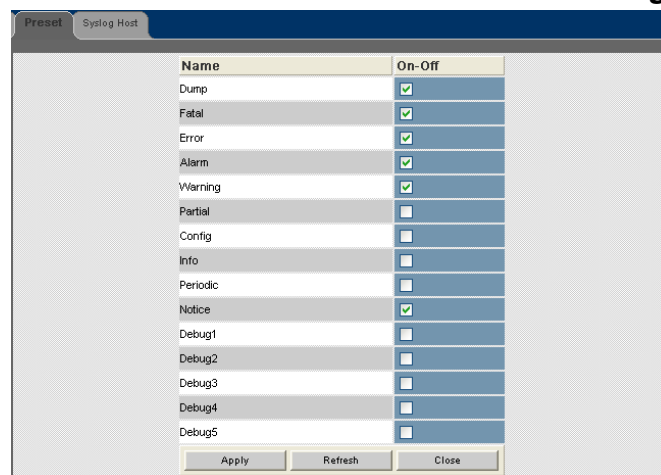 Preset Syslog Host
Name On-Off
Dump
Fatal
Error
Alarm
Warning
Partial
Config
Info
Periodic
Notice
Debug1
Debug2
Debug3
Debug4
Debug5
Apply Refresh Close